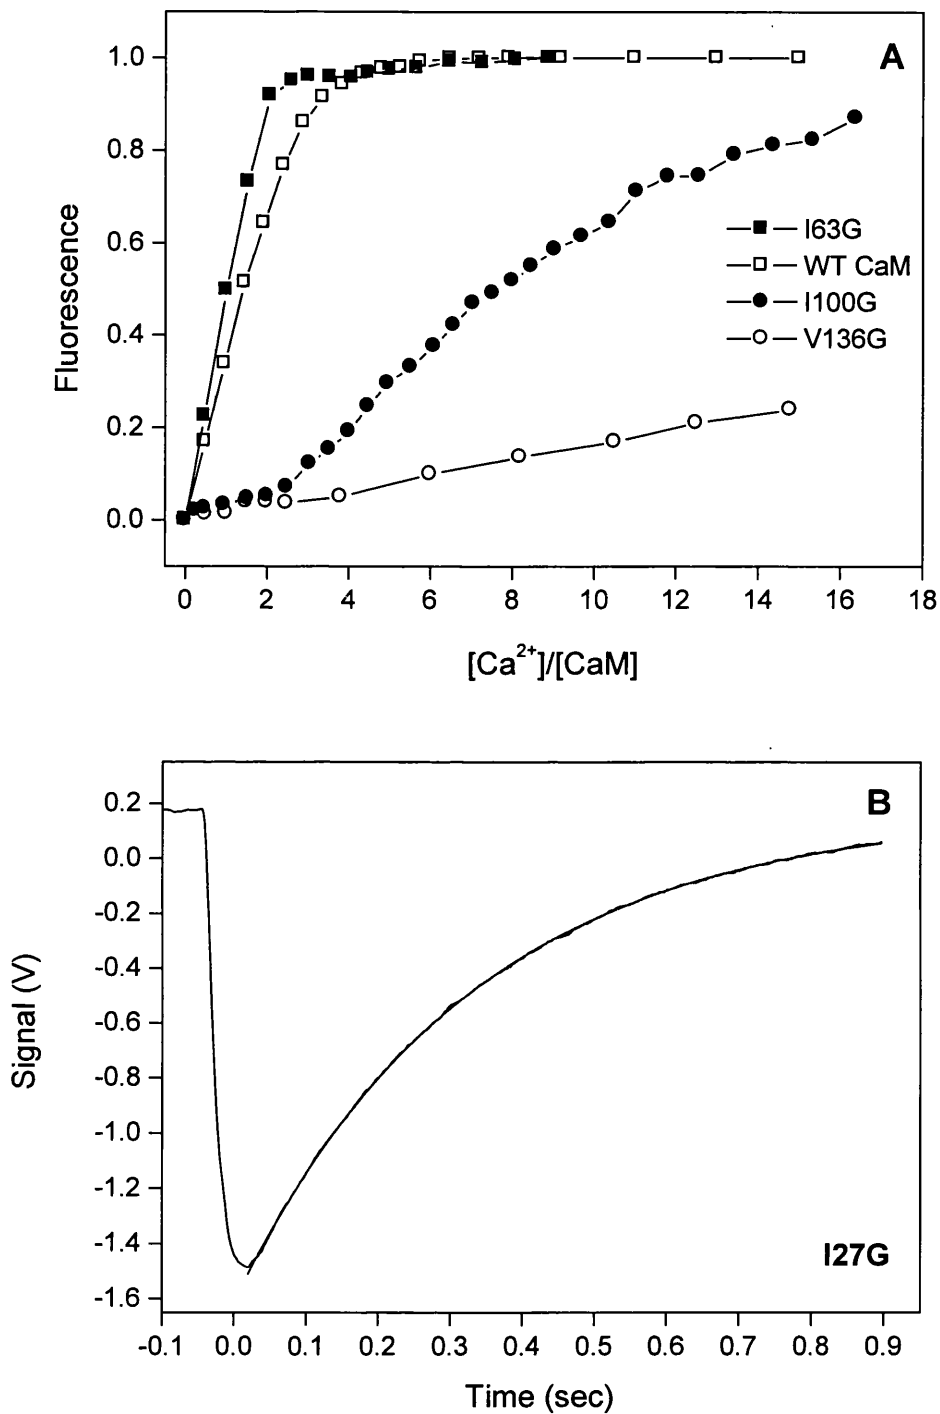 A
1.0
0.8
0.6
0.4
0.2
0.0
Fluorescence
I63G
WT CaM
I100G
V136G
0 2 4 6 8 10 12 14 16 18
[Ca2+]/[CaM]
B
0.2
0.0
-0.2
-0.4
-0.6
-0.8
-1.0
-1.2
-1.4
-1.6
Signal (V)
I27G
-0.1 0.0 0.1 0.2 0.3 0.4 0.5 0.6 0.7 0.8 0.9
Time (sec)